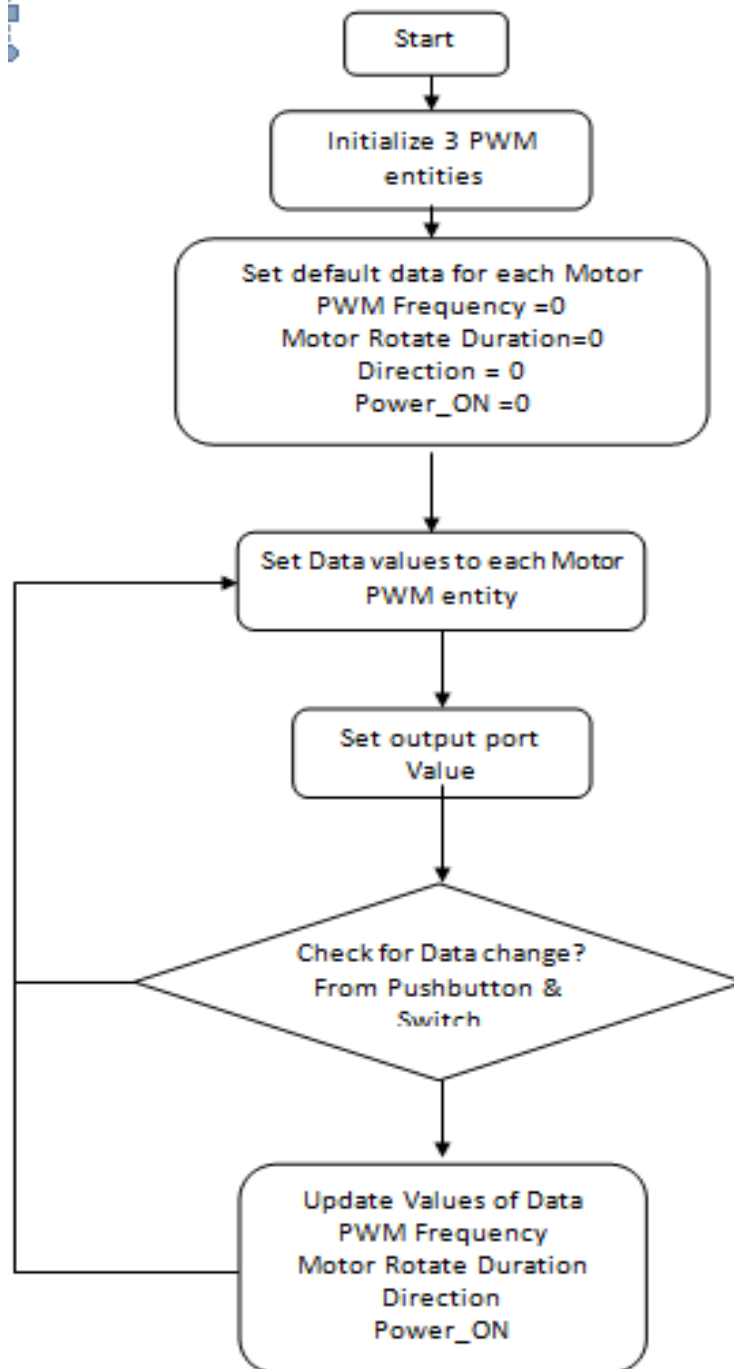 Start
Initialize 3 PWM
entities
Set default data for each Motor
PWM Frequency =0
Motor Rotate Duration=0
Direction = 0
Power_ON =0
Set Data values to each Motor
PWM entity
Set output port
Value
Check for Data change?
From Pushbutton &
Switch
Update Values of Data
PWM Frequency
Motor Rotate Duration
Direction
Power_ON